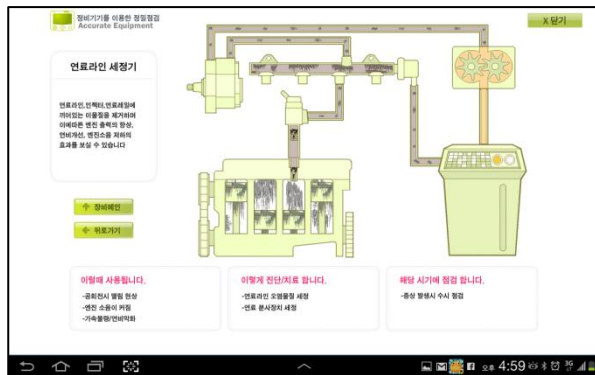 정비기기를 이용한 정밀점검
Accurate Equipment
X 닫기
연료라인 세정기
연료라인,인젝터,연료레일에
끼어있는 이물질을 제거하며
이에따른 엔진 출력의 향상,
연비개선, 엔진소음 저하의
효과를 보실 수 있습니다
정비메인
뒤로가기
이럴때 사용됩니다.
-공회전시 떨림 현상
-엔진 소음이 커짐
-가속불량/연비악화
이렇게 진단/치료 합니다.
-연료라인 오염물질 세정
-연료 분사장치 세정
해당 시기에 점검 합니다.
-증상 발생시 수시 점검
오후 4:59 3G